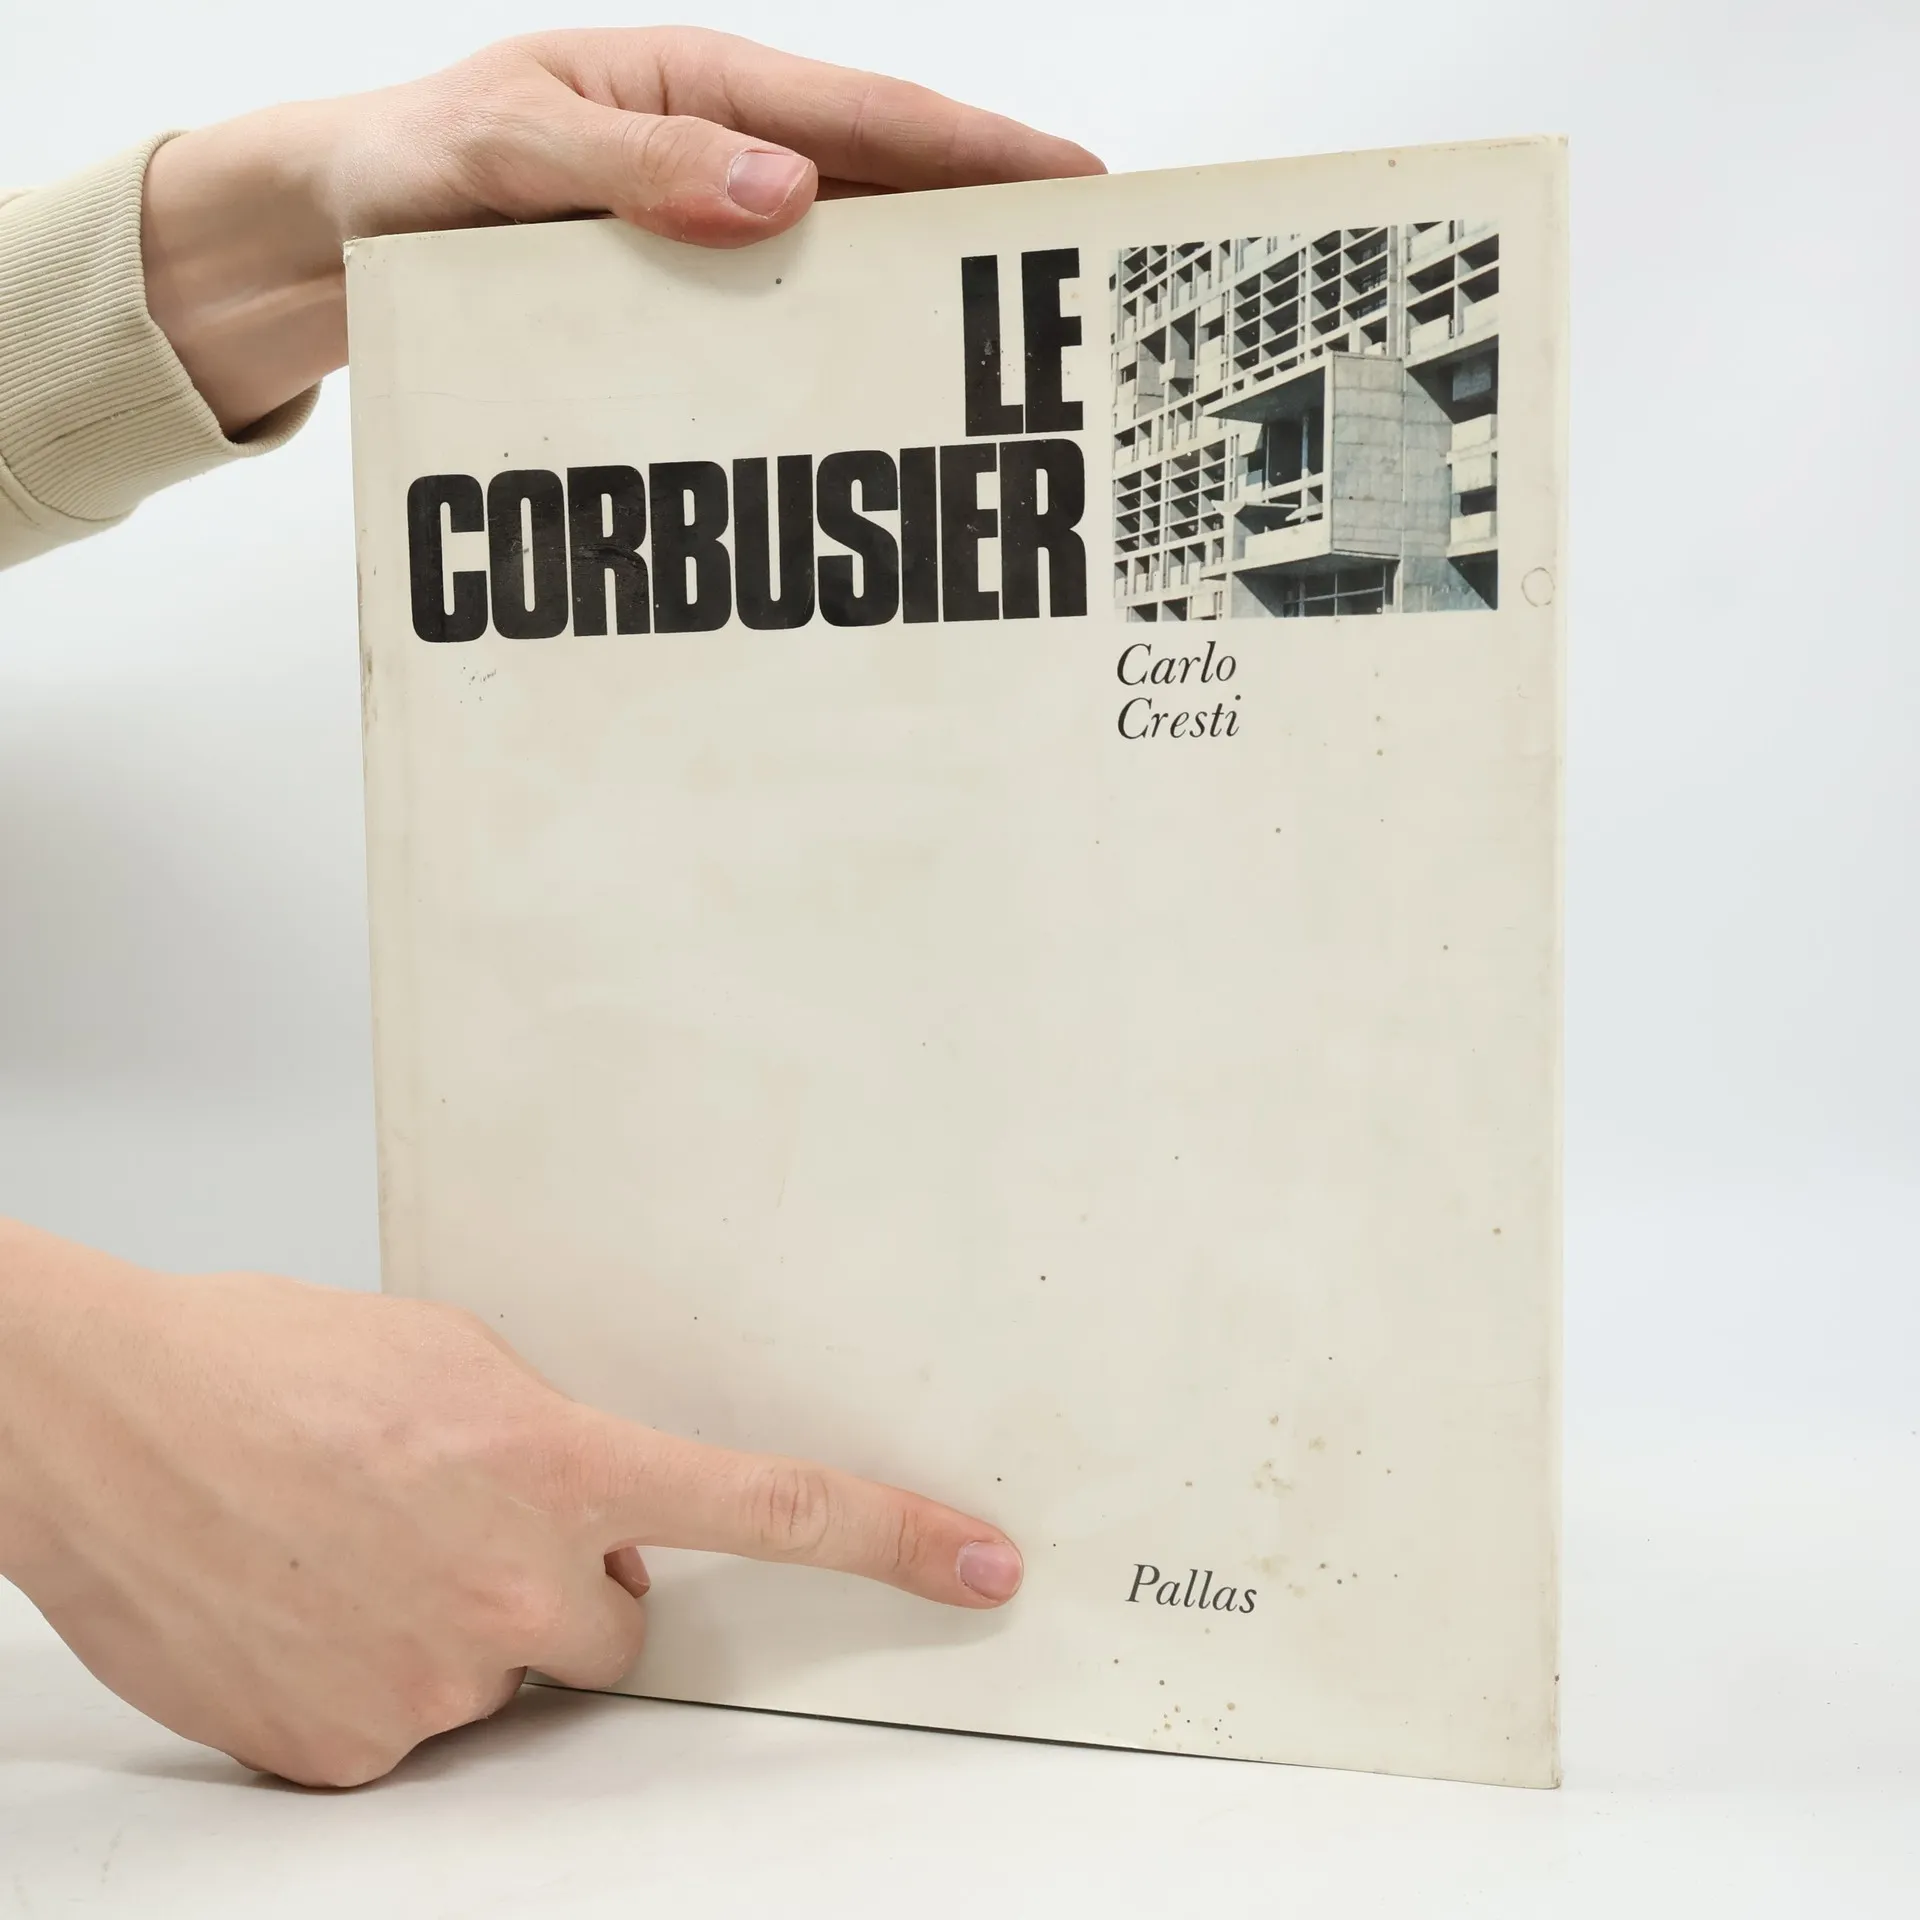 LE
CORBUSIER
Carlo
Cresti
Pallas